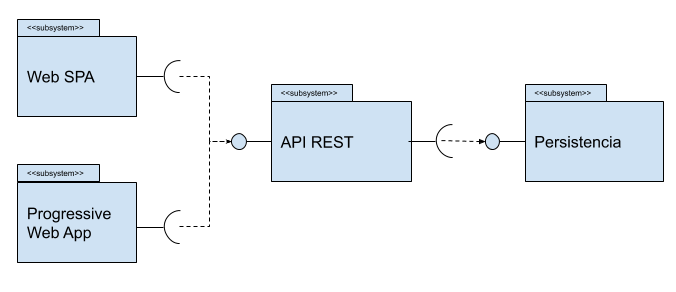 <<subsystem>>
Web SPA
<<subsystem>>
Progressive
Web App
<<subsystem>>
API REST
<<subsystem>>
Persistencia